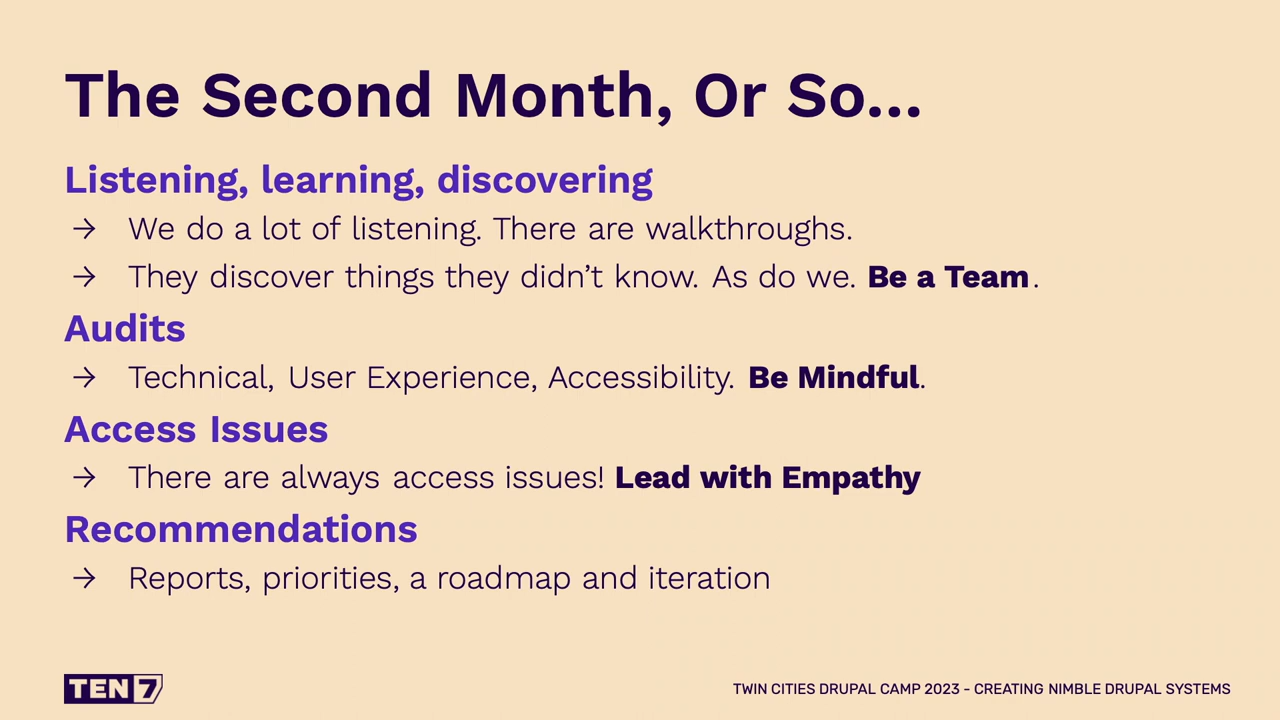 The Second Month, Or So...
Listening, learning, discovering
→ We do a lot of listening. There are walkthroughs.
→ They discover things they didn’t know. As do we. Be a Team.
Audits
→ Technical, User Experience, Accessibility. Be Mindful.
Access Issues
→ There are always access issues! Lead with Empathy
Recommendations
→ Reports, priorities, a roadmap and iteration
TEN7
TWIN CITIES DRUPAL CAMP 2023 - CREATING NIMBLE DRUPAL SYSTEMS